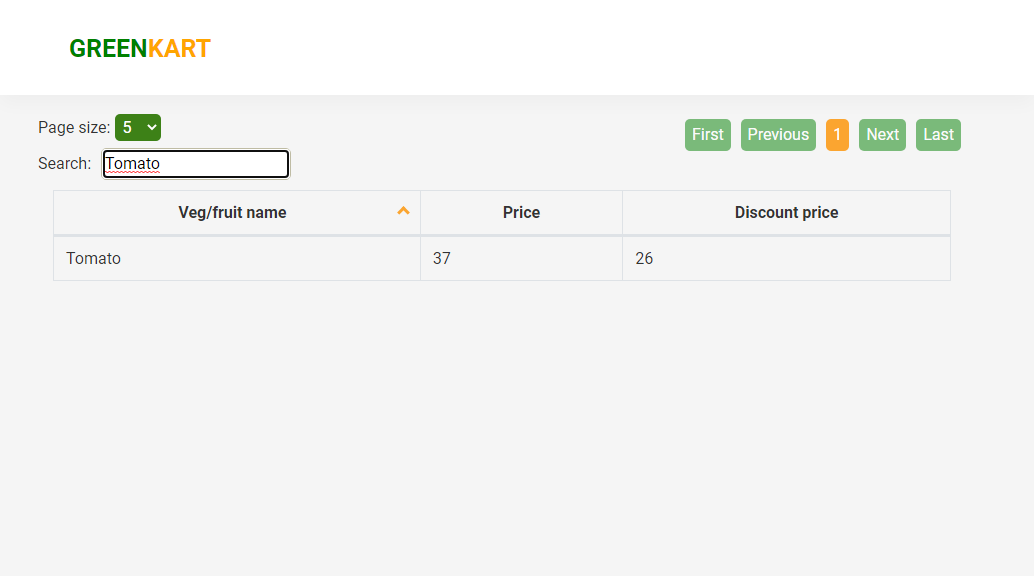 GREENKART
Page size: 5
First Previous 1 Next Last
Search: Tomato
Veg/fruit name Price Discount price
Tomato 37 26